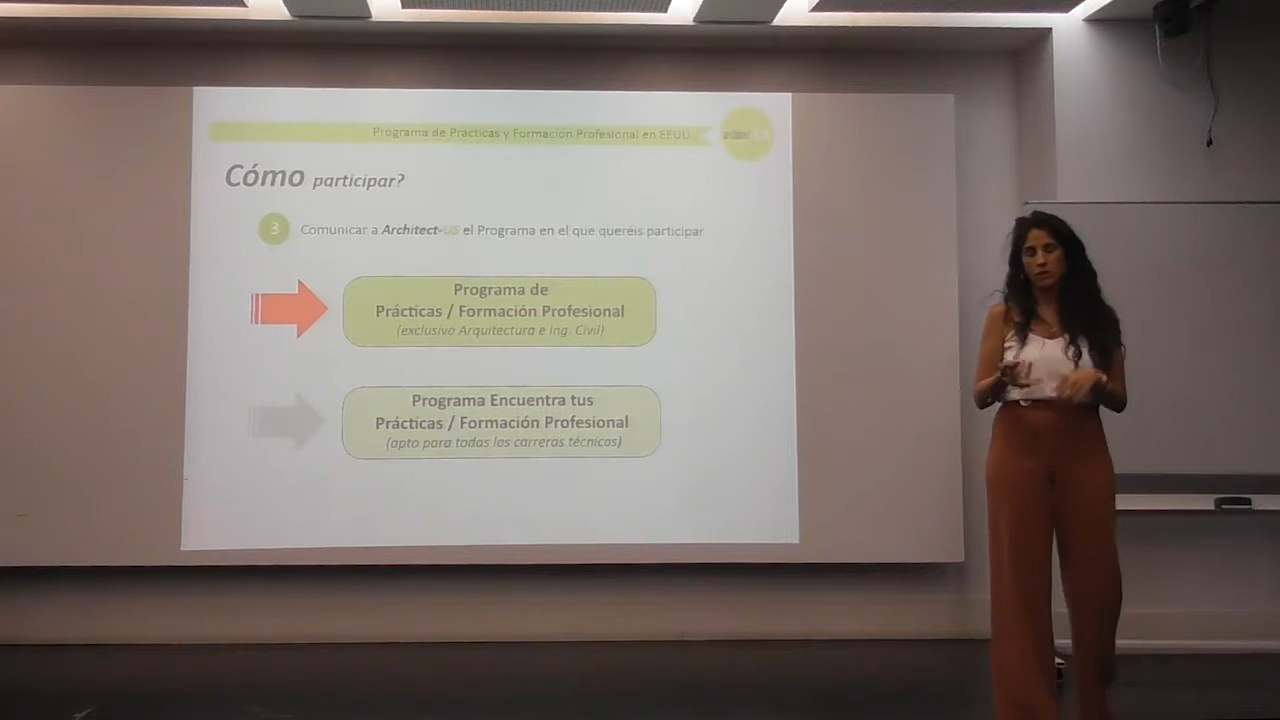 Programa de Practicas y Formación Profesional en EEUU
Cómo participar?
3 Comunicar a Architect-US el Programa en el que queréis participar
Programa de
Prácticas / Formación Profesional
(exclusivo Arquitectura e Ing. Civil)
Programa Encuentra tus
Prácticas / Formación Profesional
(apto para todas las carreras técnicas)